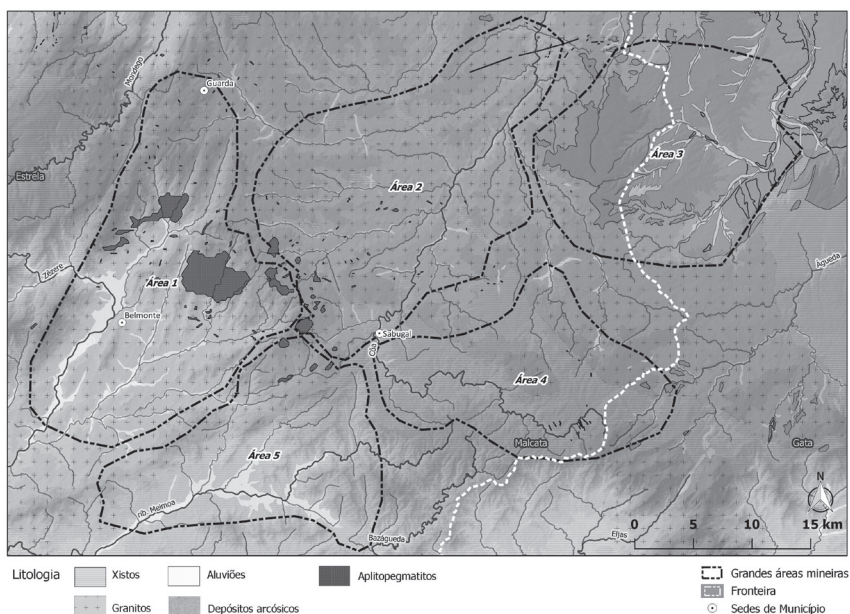 Mondego
Guarda
Estrela
Área 2
Área 3
Zêzere
Área 1
Belmonte
Águeda
Sabugal
Côa
Área 4
Malcata
Gata
Área 5
rib. Meimoa
Bazágueda
Eljas
N
0 5 10 15 km
Litologia
Xistos
Aluviões
Aplitopegmatitos
Granitos
Depósitos arcósicos
Grandes áreas mineiras
Fronteira
Sedes de Município